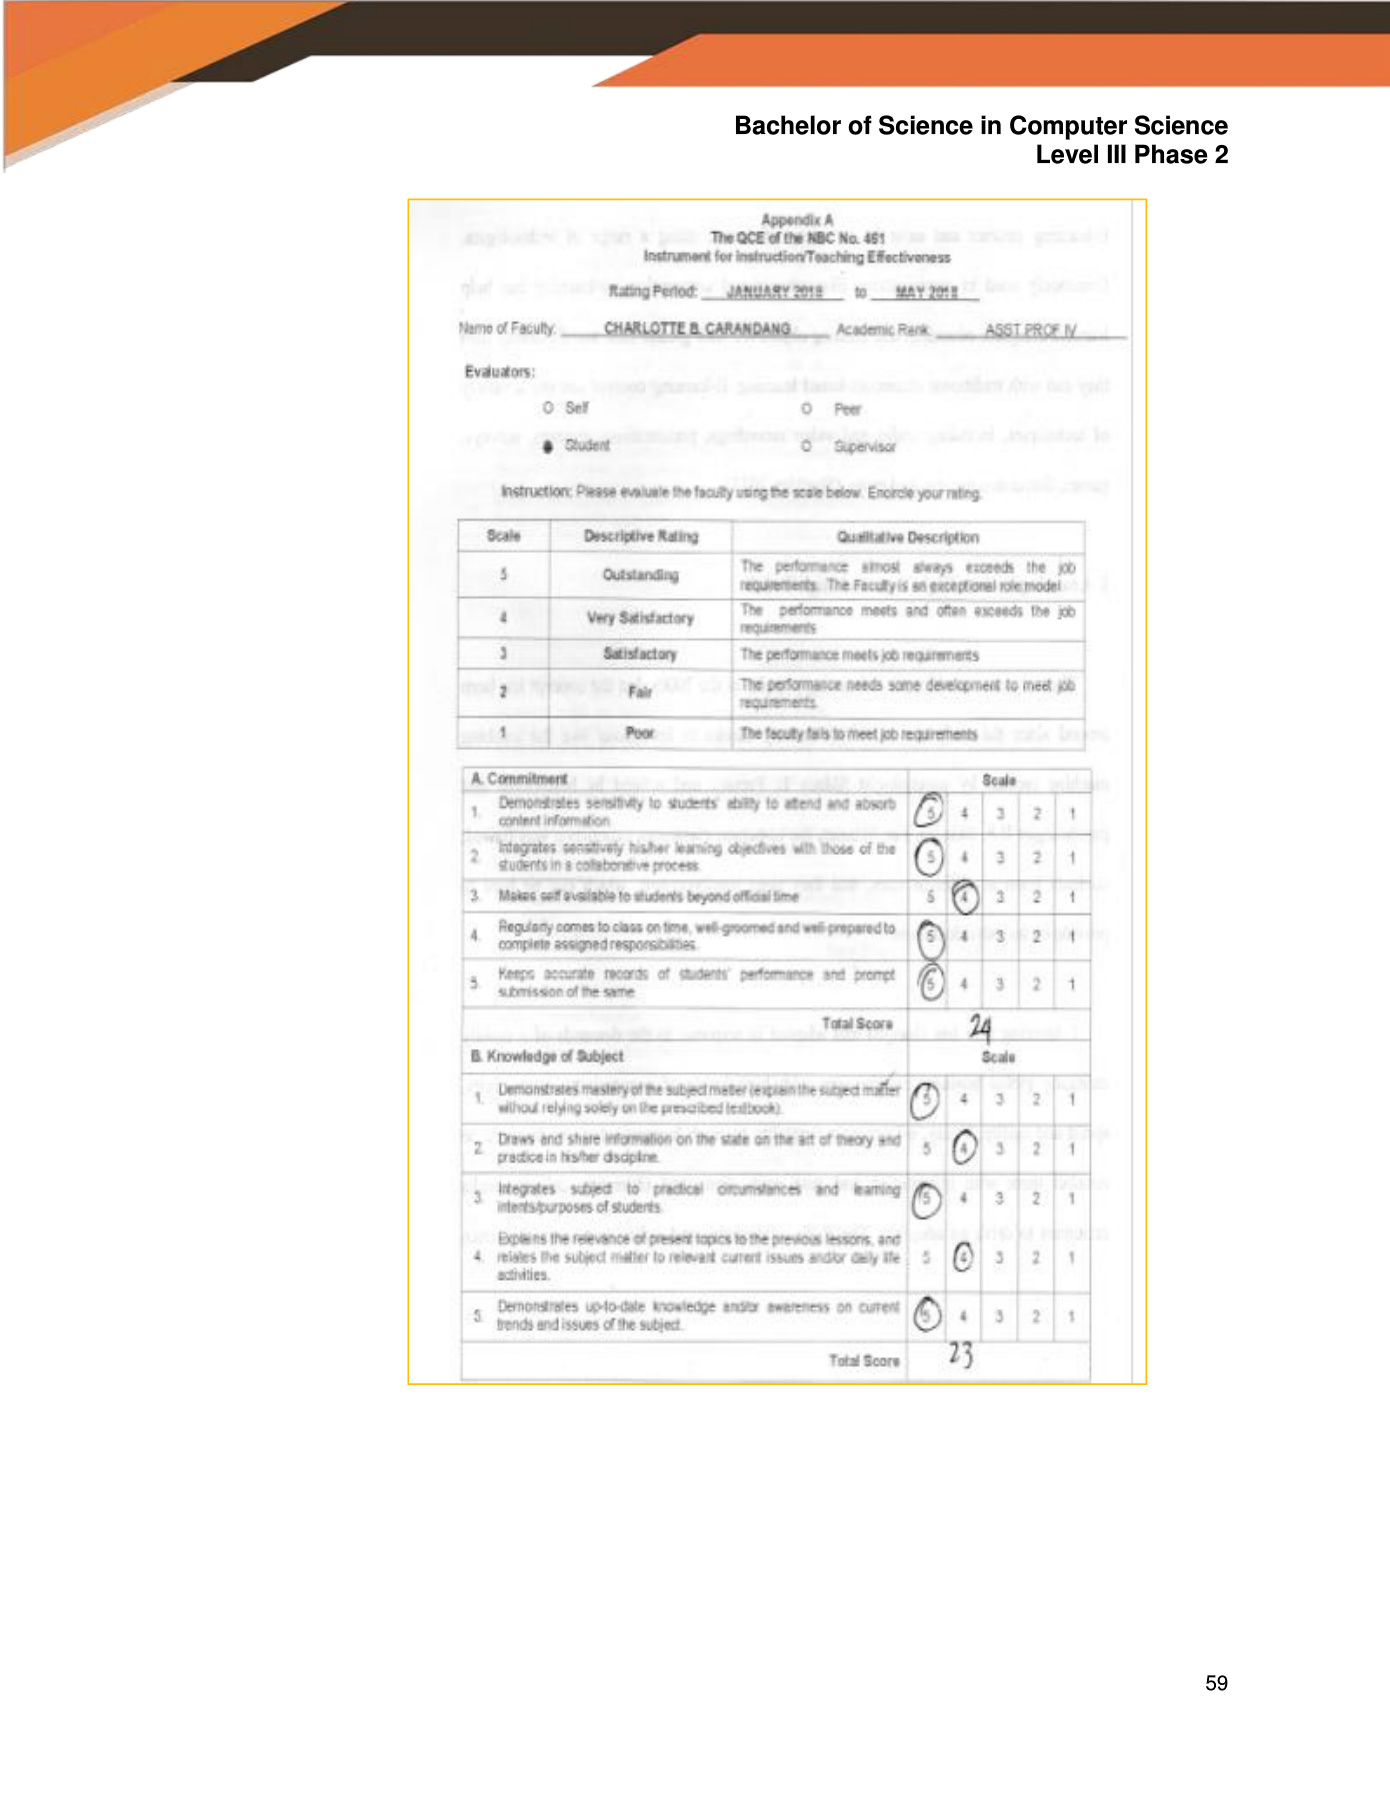 Bachelor of Science in Computer Science
Level III Phase 2
Appendix A
The QCE of the NBC No. 461
Instrument for Instruction/Teaching Effectiveness
Rating Period: JANUARY 2018 to MAY 2018
Name of Faculty: CHARLOTTE B. CARANDANG Academic Rank: ASST PROF IV
Evaluators:
Self Peer
Student Supervisor
Instruction: Please evaluate the faculty using the scale below. Encircle your rating.
Scale Descriptive Rating Qualitative Description
5 Outstanding The performance almost always exceeds the job
requirements. The Faculty is an exceptional role model
4 Very Satisfactory The performance meets and often exceeds the job
requirements
3 Satisfactory The performance meets job requirements
2 Fair The performance needs some development to meet job
requirements.
1 Poor The faculty fails to meet job requirements
A. Commitment Scale
1. Demonstrates sensitivity to students' ability to attend and absorb
content information. 5 4 3 2 1
2. Integrates sensitively his/her learning objectives with those of the
students in a collaborative process. 5 4 3 2 1
3. Makes self available to students beyond official time 5 4 3 2 1
4. Regularly comes to class on time, well-groomed and well-prepared to
complete assigned responsibilities. 5 4 3 2 1
5. Keeps accurate records of students' performance and prompt
submission of the same. 5 4 3 2 1
Total Score 24
B. Knowledge of Subject Scale
1. Demonstrates mastery of the subject matter (explain the subject matter
without relying solely on the prescribed textbook). 5 4 3 2 1
2. Draws and share information on the state on the art of theory and
practice in his/her discipline. 5 4 3 2 1
3. Integrates subject to practical circumstances and learning
intents/purposes of students. 5 4 3 2 1
Explains the relevance of present topics to the previous lessons, and
4. relates the subject matter to relevant current issues and/or daily life 5 4 3 2 1
activities.
5. Demonstrates up-to-date knowledge and/or awareness on current
trends and issues of the subject. 5 4 3 2 1
Total Score 23
59